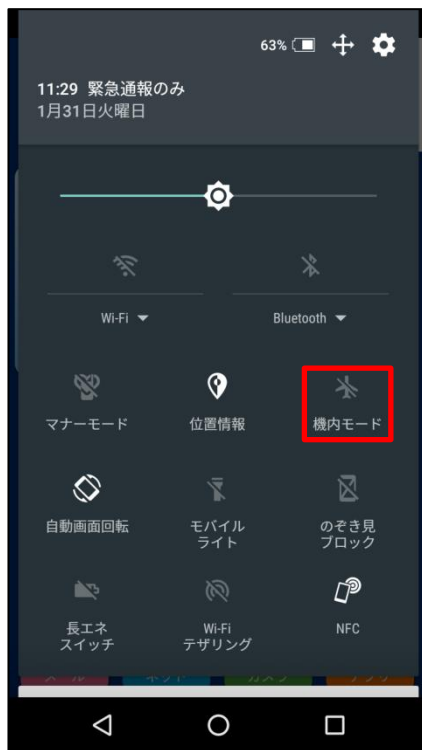 63%
11:29 緊急通報のみ
1月31日火曜日
Wi-Fi
Bluetooth
マナーモード
位置情報
機内モード
自動画面回転
モバイル
ライト
のぞき見
ブロック
長エネ
スイッチ
Wi-Fi
テザリング
NFC